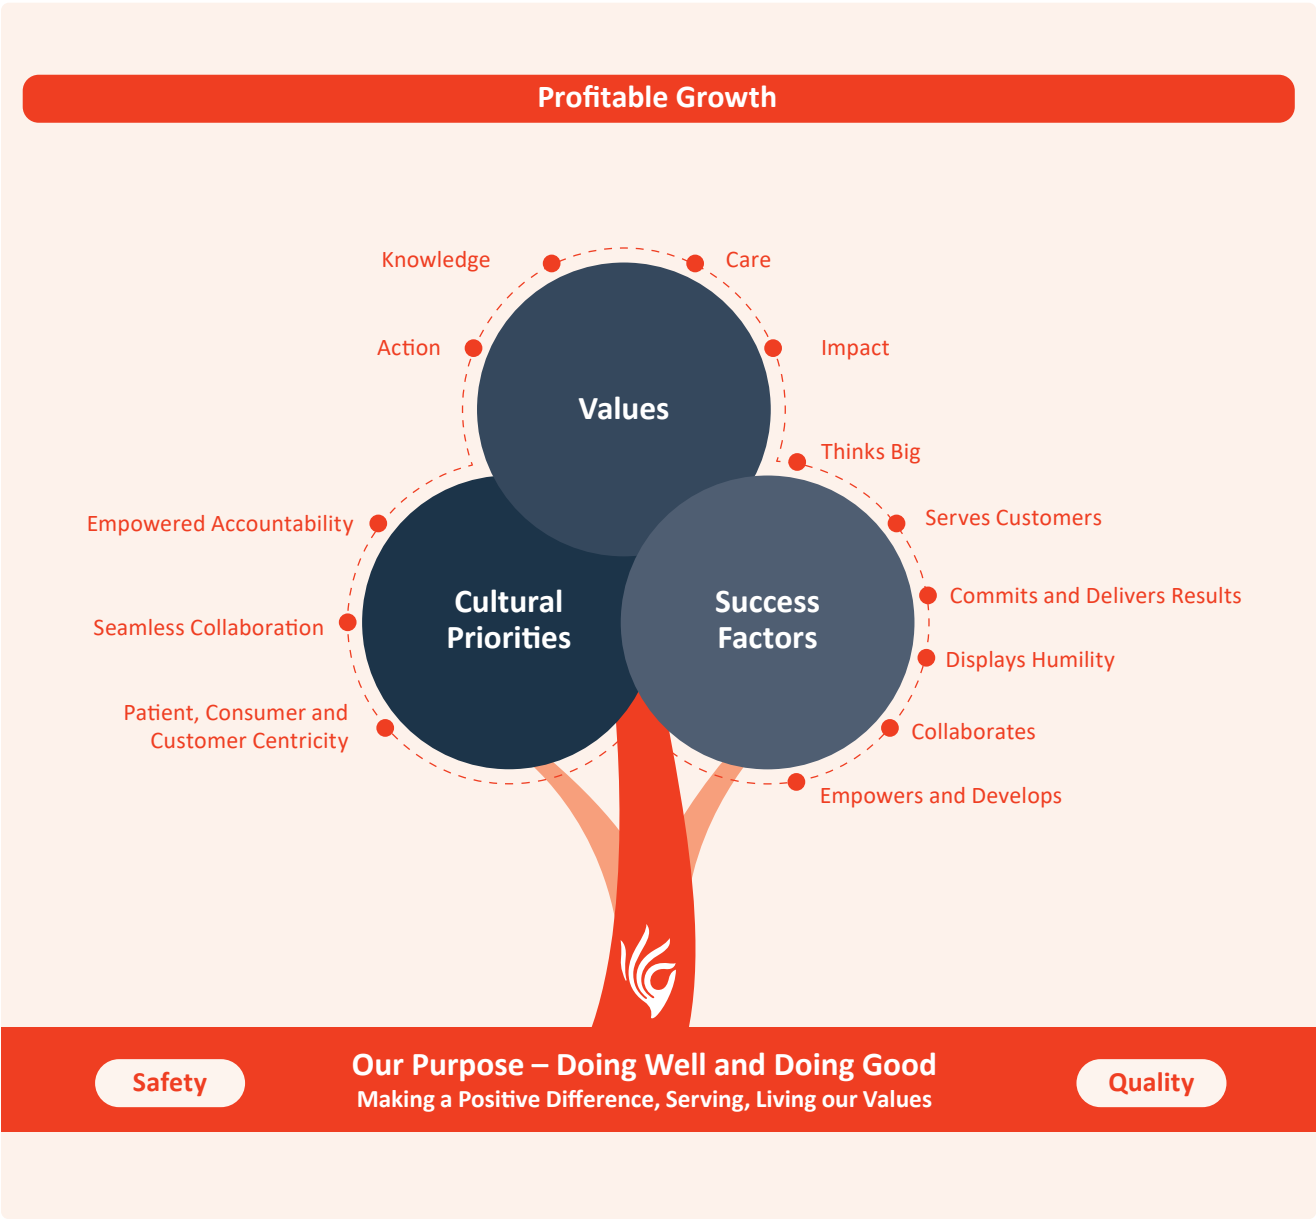 Profitable Growth
Knowledge
Care
Action
Impact
Values
Thinks Big
Empowered Accountability
Serves Customers
Cultural
Priorities
Success
Factors
Commits and Delivers Results
Seamless Collaboration
Displays Humility
Patient, Consumer and
Customer Centricity
Collaborates
Empowers and Develops
Our Purpose – Doing Well and Doing Good
Making a Positive Difference, Serving, Living our Values
Safety
Quality